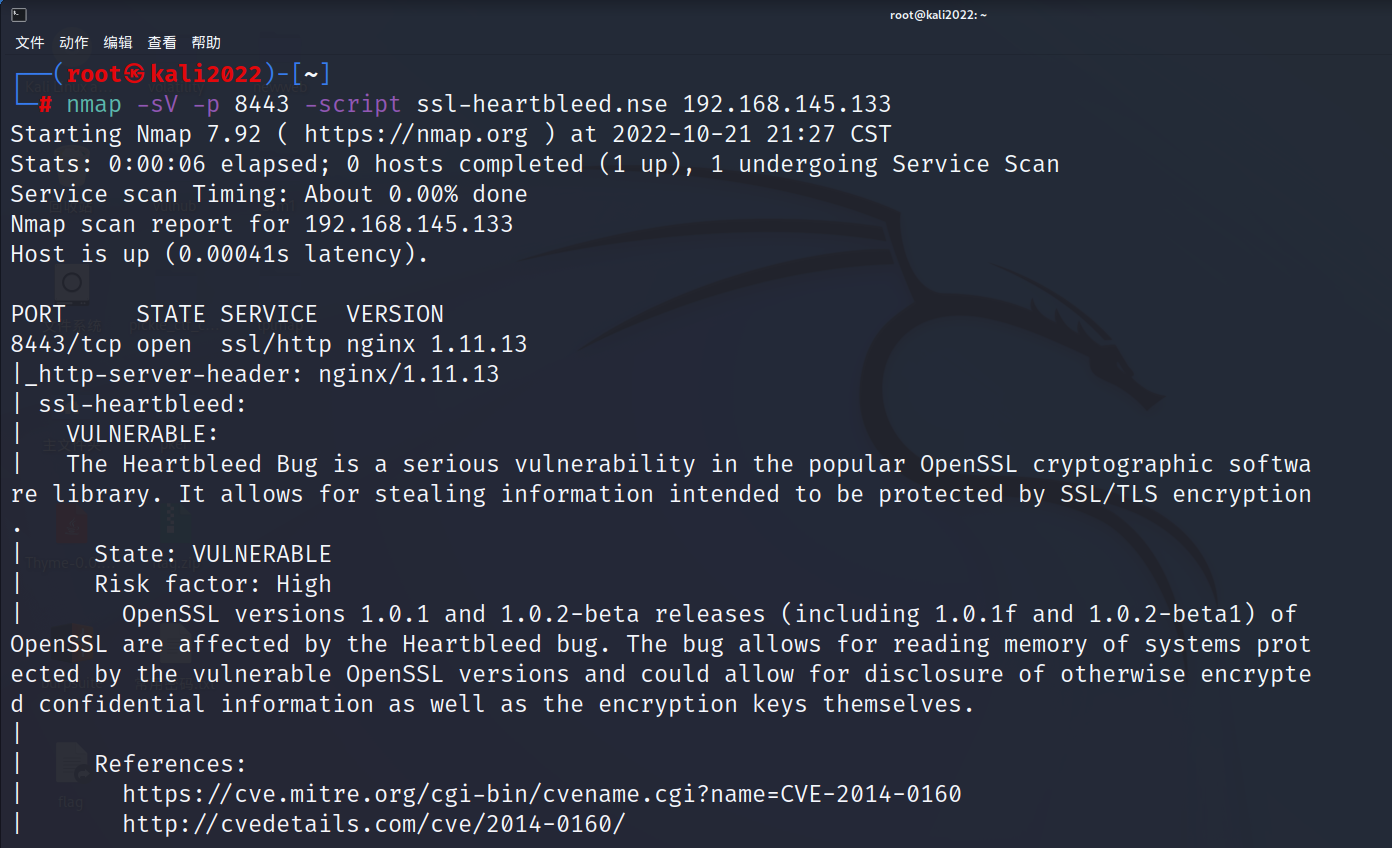 root@kali2022: ~
文件 动作 编辑 查看 帮助
┌──(root㉿kali2022)-[~]
└─# nmap -sV -p 8443 -script ssl-heartbleed.nse 192.168.145.133
Starting Nmap 7.92 ( https://nmap.org ) at 2022-10-21 21:27 CST
Stats: 0:00:06 elapsed; 0 hosts completed (1 up), 1 undergoing Service Scan
Service scan Timing: About 0.00% done
Nmap scan report for 192.168.145.133
Host is up (0.00041s latency).
PORT     STATE SERVICE  VERSION
8443/tcp open  ssl/http nginx 1.11.13
|_http-server-header: nginx/1.11.13
| ssl-heartbleed:
|   VULNERABLE:
|   The Heartbleed Bug is a serious vulnerability in the popular OpenSSL cryptographic softwa
re library. It allows for stealing information intended to be protected by SSL/TLS encryption
.
|     State: VULNERABLE
|     Risk factor: High
|       OpenSSL versions 1.0.1 and 1.0.2-beta releases (including 1.0.1f and 1.0.2-beta1) of
OpenSSL are affected by the Heartbleed bug. The bug allows for reading memory of systems prot
ected by the vulnerable OpenSSL versions and could allow for disclosure of otherwise encrypte
d confidential information as well as the encryption keys themselves.
|
|     References:
|       https://cve.mitre.org/cgi-bin/cvename.cgi?name=CVE-2014-0160
|       http://cvedetails.com/cve/2014-0160/
flag